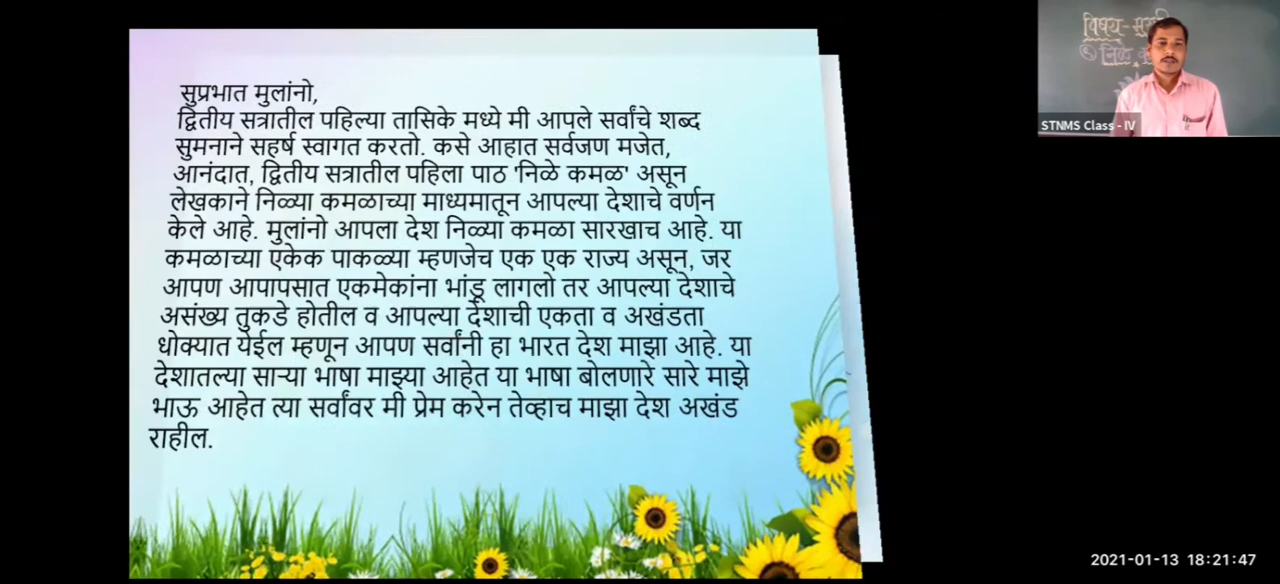 सुप्रभात मुलांनो,
द्वितीय सत्रातील पहिल्या तासिके मध्ये मी आपले सर्वांचे शब्द
सुमनाने सहर्ष स्वागत करतो. कसे आहात सर्वजण मजेत,
आनंदात, द्वितीय सत्रातील पहिला पाठ 'निळे कमळ' असून
लेखकाने निळ्या कमळाच्या माध्यमातून आपल्या देशाचे वर्णन
केले आहे. मुलांनो आपला देश निळ्या कमळा सारखाच आहे. या
कमळाच्या एकेक पाकळ्या म्हणजेच एक एक राज्य असून, जर
आपण आपापसात एकमेकांना भांडू लागलो तर आपल्या देशाचे
असंख्य तुकडे होतील व आपल्या देशाची एकता व अखंडता
धोक्यात येईल म्हणून आपण सर्वांनी हा भारत देश माझा आहे. या
देशातल्या साऱ्या भाषा माझ्या आहेत या भाषा बोलणारे सारे माझे
भाऊ आहेत त्या सर्वांवर मी प्रेम करेन तेव्हाच माझा देश अखंड
राहील.
विषय-
निळे
STNMS Class - IV
2021-01-13 18:21:47